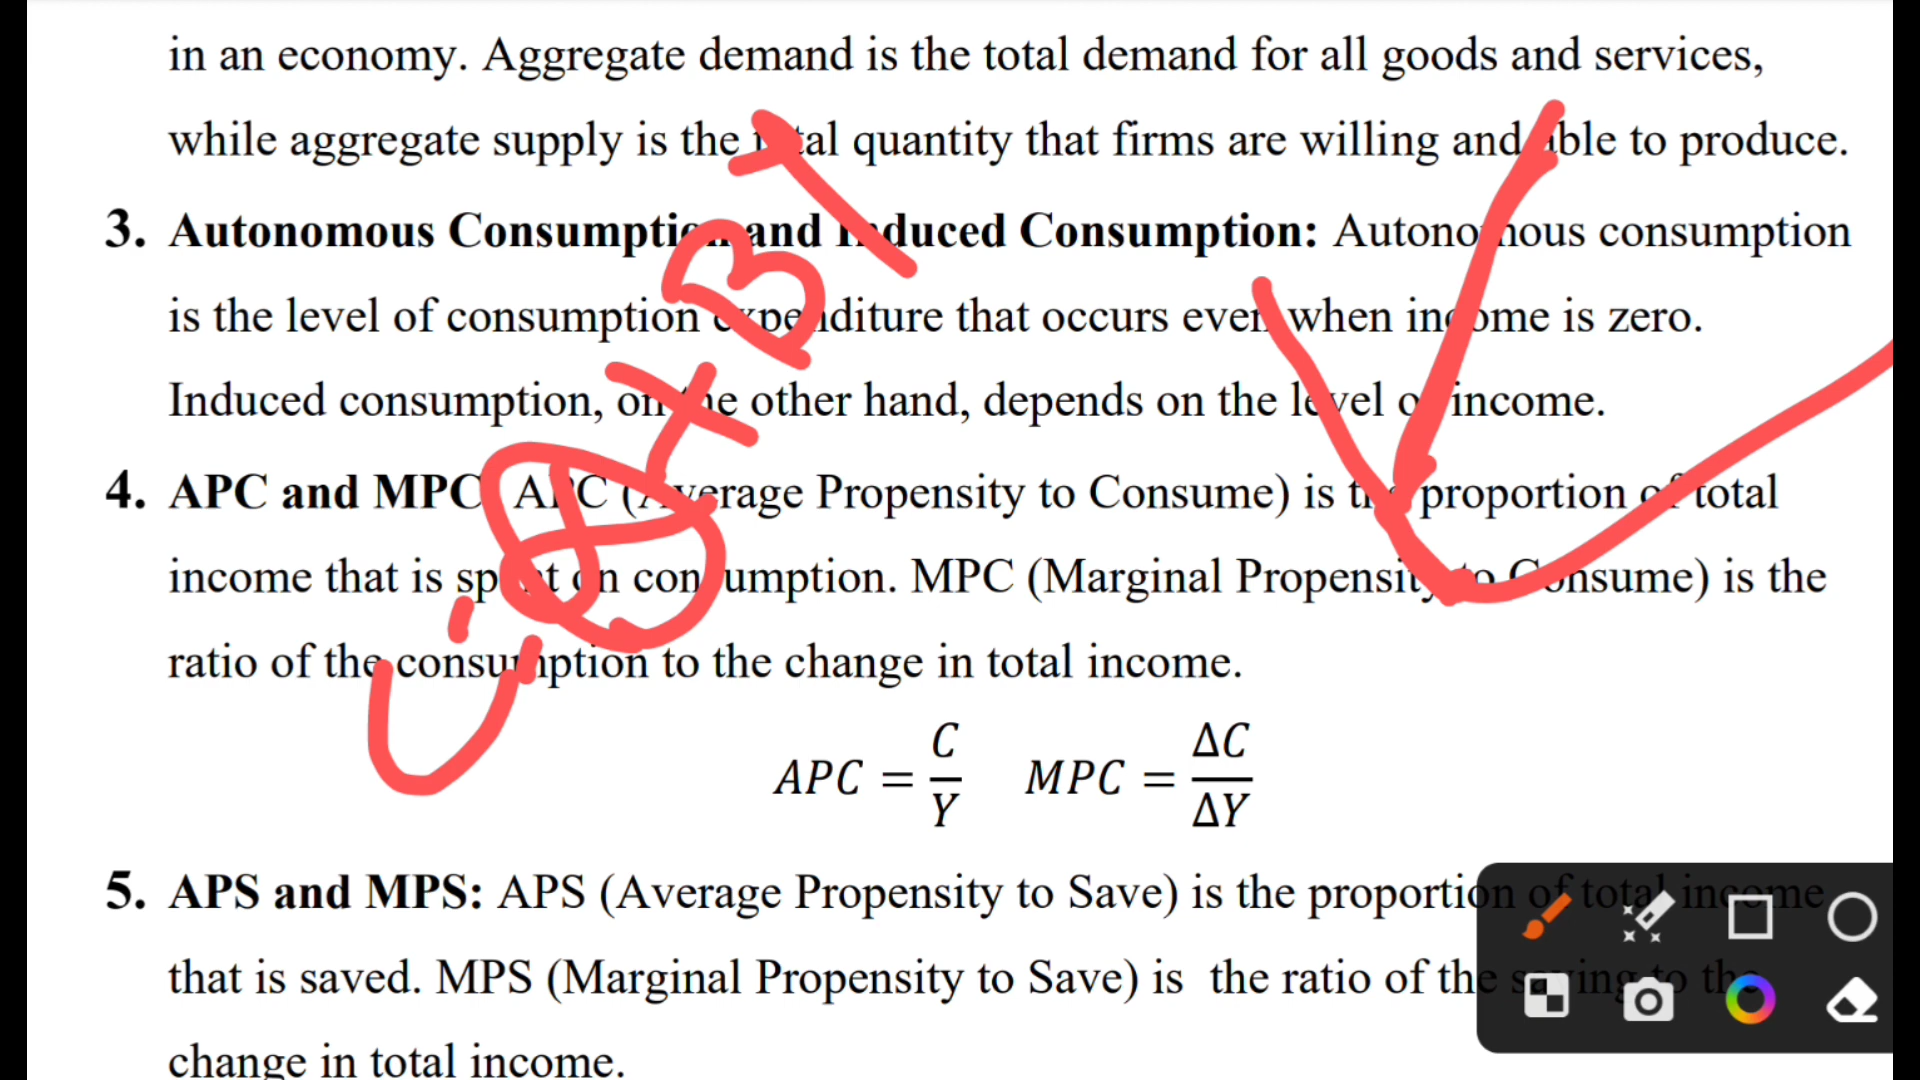 in an economy. Aggregate demand is the total demand for all goods and services,
while aggregate supply is the total quantity that firms are willing and able to produce.
3. Autonomous Consumption and Induced Consumption: Autonomous consumption
is the level of consumption expenditure that occurs even when income is zero.
Induced consumption, on the other hand, depends on the level of income.
4. APC and MPC APC (Average Propensity to Consume) is the proportion of total
income that is spent on consumption. MPC (Marginal Propensity to Consume) is the
ratio of the consumption to the change in total income.
APC = C/Y MPC = ΔC/ΔY
5. APS and MPS: APS (Average Propensity to Save) is the proportion of total income
that is saved. MPS (Marginal Propensity to Save) is the ratio of the saving to the
change in total income.